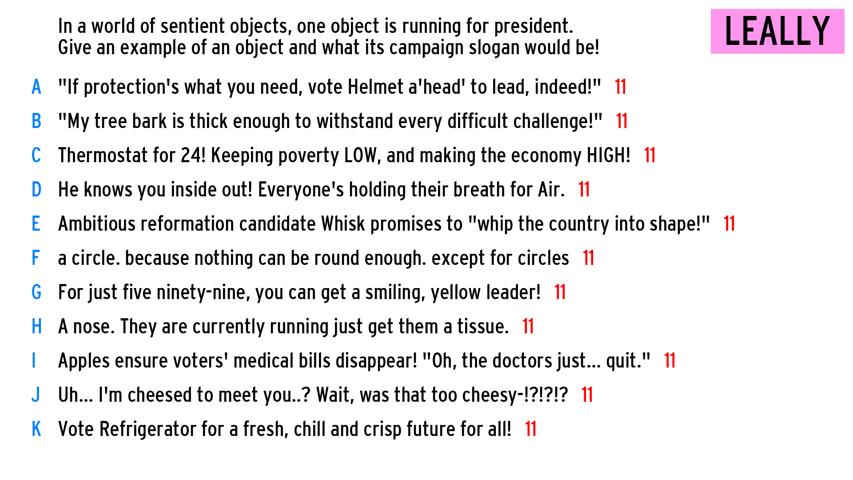 In a world of sentient objects, one object is running for president.
Give an example of an object and what its campaign slogan would be!
LEALLY
A "If protection's what you need, vote Helmet a'head' to lead, indeed!" 11
B "My tree bark is thick enough to withstand every difficult challenge!" 11
C Thermostat for 24! Keeping poverty LOW, and making the economy HIGH! 11
D He knows you inside out! Everyone's holding their breath for Air. 11
E Ambitious reformation candidate Whisk promises to "whip the country into shape!" 11
F a circle. because nothing can be round enough. except for circles 11
G For just five ninety-nine, you can get a smiling, yellow leader! 11
H A nose. They are currently running just get them a tissue. 11
I Apples ensure voters' medical bills disappear! "Oh, the doctors just... quit." 11
J Uh... I'm cheesed to meet you..? Wait, was that too cheesy-!?!?!? 11
K Vote Refrigerator for a fresh, chill and crisp future for all! 11